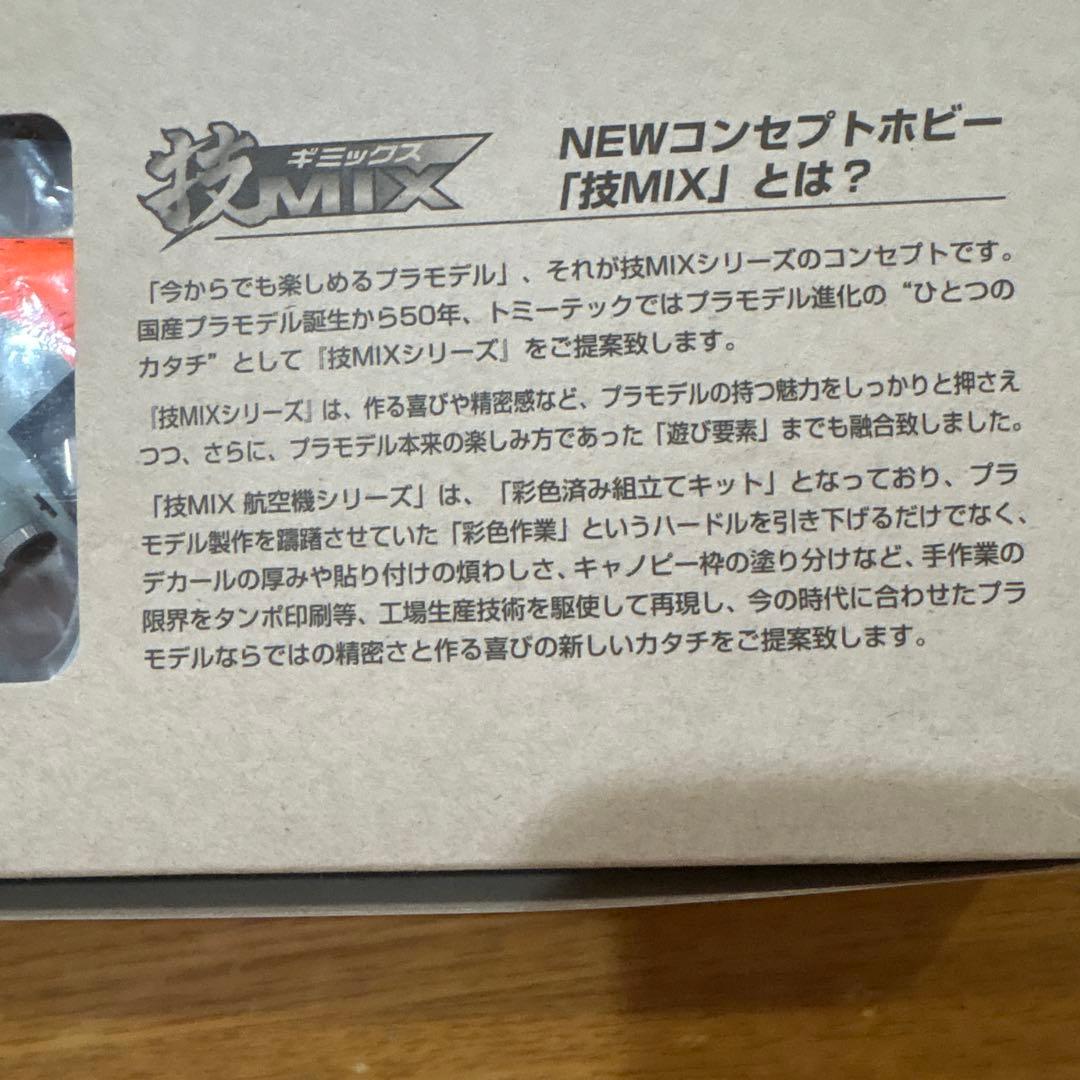 技MIX
ギミックス
NEWコンセプトホビー
「技MIX」とは？
「今からでも楽しめるプラモデル」、それが技MIXシリーズのコンセプトです。
国産プラモデル誕生から50年、トミーテックではプラモデル進化の“ひとつの
カタチ”として『技MIXシリーズ』をご提案致します。
『技MIXシリーズ』は、作る喜びや精密感など、プラモデルの持つ魅力をしっかりと押さえ
つつ、さらに、プラモデル本来の楽しみ方であった「遊び要素」までも融合致しました。
「技MIX 航空機シリーズ」は、「彩色済み組立てキット」となっており、プラ
モデル製作を躊躇させていた「彩色作業」というハードルを引き下げるだけでなく、
デカールの厚みや貼り付けの煩わしさ、キャノピー枠の塗り分けなど、手作業の
限界をタンポ印刷等、工場生産技術を駆使して再現し、今の時代に合わせたプラ
モデルならではの精密さと作る喜びの新しいカタチをご提案致します。